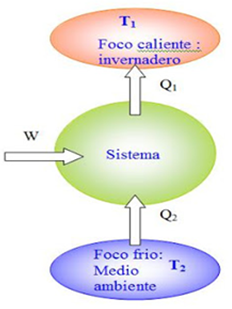 T₁
Foco caliente :
invernadero
Q₁
W
Sistema
Q₂
Foco frio:
Medio T₂
ambiente